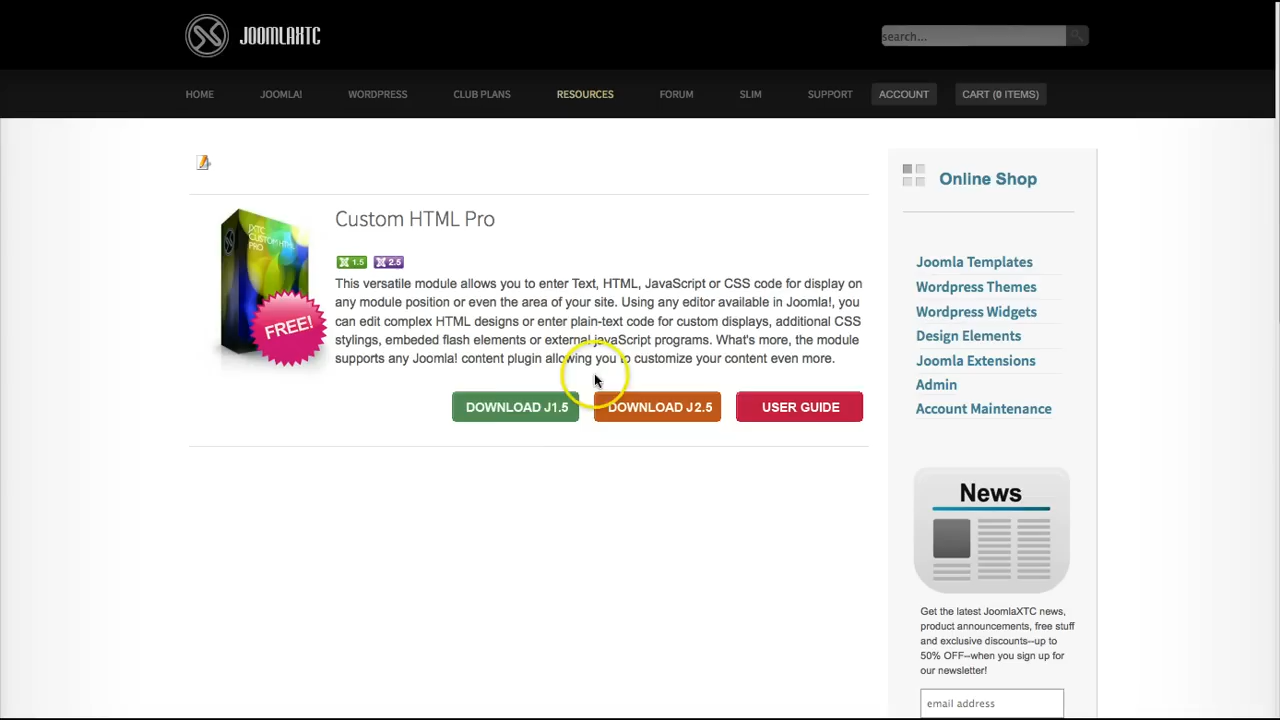 JOOMLAXTC
search...
HOME JOOMLA! WORDPRESS CLUB PLANS RESOURCES FORUM SLIM SUPPORT ACCOUNT CART (0 ITEMS)
JXTC
CUSTOM HTML
PRO
FREE!
Custom HTML Pro
1.5 2.5
This versatile module allows you to enter Text, HTML, JavaScript or CSS code for display on
any module position or even the area of your site. Using any editor available in Joomla!, you
can edit complex HTML designs or enter plain-text code for custom displays, additional CSS
stylings, embeded flash elements or external javaScript programs. What's more, the module
supports any Joomla! content plugin allowing you to customize your content even more.
DOWNLOAD J1.5 DOWNLOAD J2.5 USER GUIDE
Online Shop
Joomla Templates
Wordpress Themes
Wordpress Widgets
Design Elements
Joomla Extensions
Admin
Account Maintenance
News
Get the latest JoomlaXTC news,
product announcements, free stuff
and exclusive discounts--up to
50% OFF--when you sign up for
our newsletter!
email address